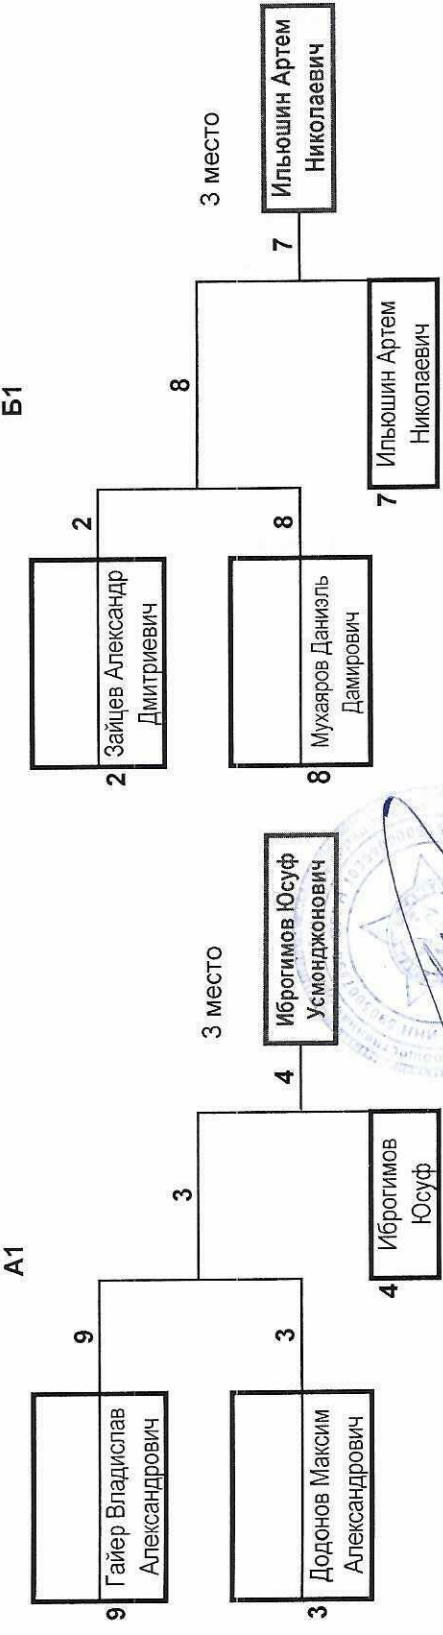 А1
9
Гайер Владислав
Александрович
9
3
Додонов Максим
Александрович
3
3
4
Иброгимов
Юсуф
4
3 место
Иброгимов Юсуф
Усмонджонович
Б1
2
Зайцев Александр
Дмитриевич
2
8
Мухаяров Даниэль
Дамирович
8
8
7
Ильюшин Артем
Николаевич
7
3 место
Ильюшин Артем
Николаевич